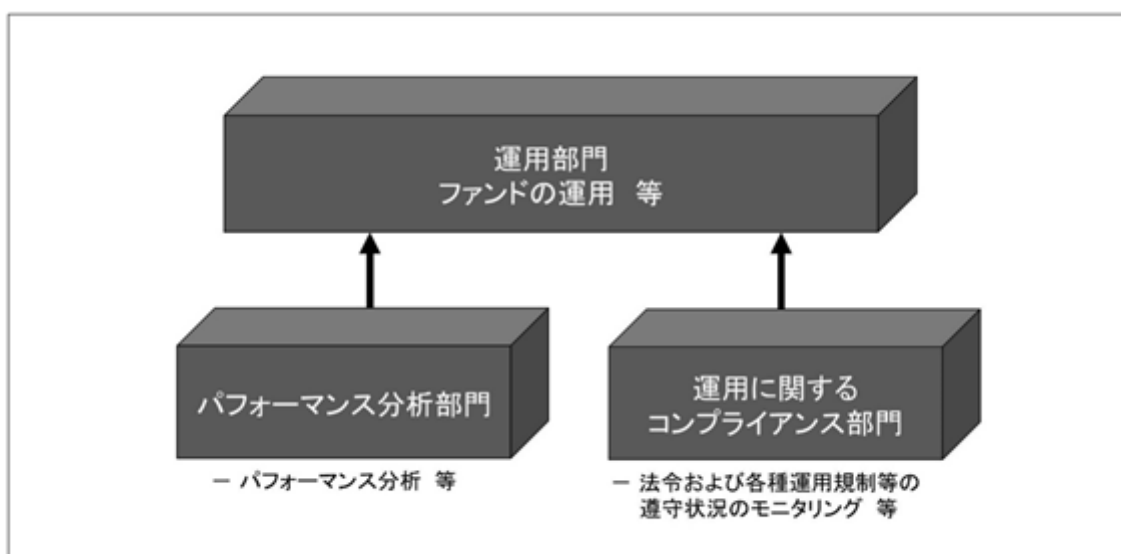 運用部門
ファンドの運用 等
パフォーマンス分析部門
－ パフォーマンス分析 等
運用に関する
コンプライアンス部門
－ 法令および各種運用規制等の
遵守状況のモニタリング 等